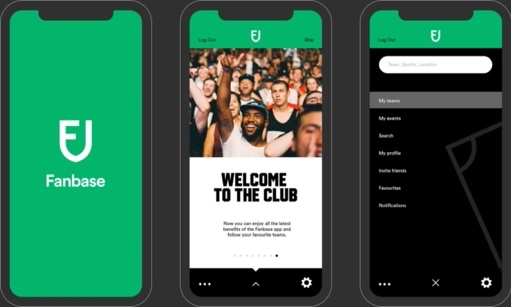 Fanbase
Log Out
Skip
WELCOME
TO THE CLUB
Now you can enjoy all the latest
benefits of the Fanbase app and
follow your favourite teams.
Log Out
Team, Sports, Location
My teams
My events
Search
My profile
Invite friends
Favourites
Notifications